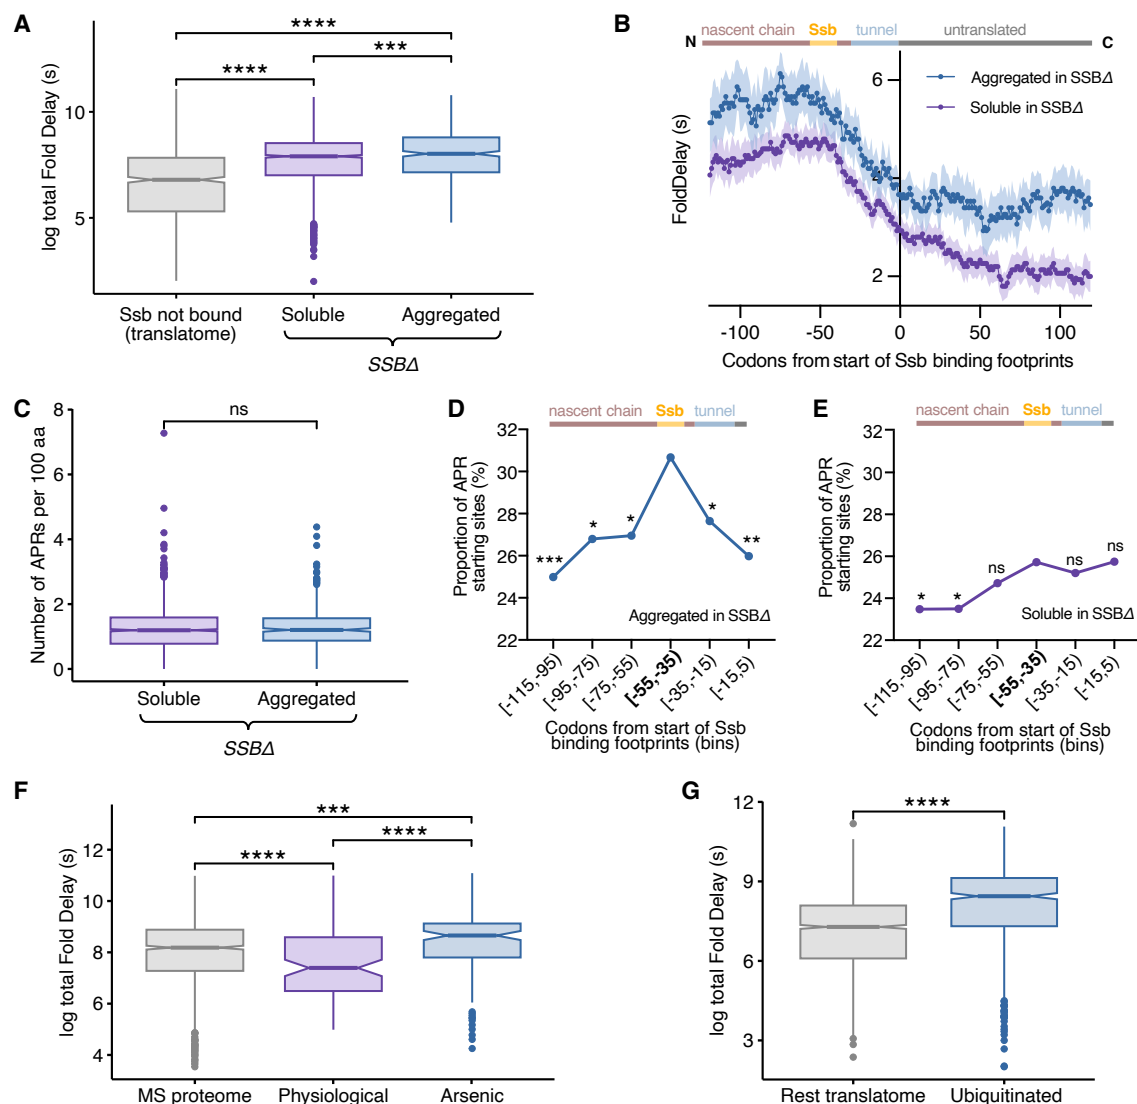 A
log total Fold Delay (s)
10
5
****
***
****
Ssb not bound
(translatome)
Soluble
Aggregated
SSBΔ
B
nascent chain
Ssb
tunnel
untranslated
N
C
FoldDelay (s)
6
4
2
Aggregated in SSBΔ
Soluble in SSBΔ
-100
-50
0
50
100
Codons from start of Ssb binding footprints
C
Number of APRs per 100 aa
8
6
4
2
0
ns
Soluble
Aggregated
SSBΔ
D
nascent chain
Ssb
tunnel
Proportion of APR
starting sites (%)
32
30
28
26
24
22
***
*
*
*
**
Aggregated in SSBΔ
[-115,-95)
[-95,-75)
[-75,-55)
[-55,-35)
[-35,-15)
[-15,5)
Codons from start of Ssb
binding footprints (bins)
E
nascent chain
Ssb
tunnel
Proportion of APR
starting sites (%)
32
30
28
26
24
22
*
*
ns
ns
ns
Soluble in SSBΔ
[-115,-95)
[-95,-75)
[-75,-55)
[-55,-35)
[-35,-15)
[-15,5)
Codons from start of Ssb
binding footprints (bins)
F
log total Fold Delay (s)
12
10
8
6
4
***
****
****
MS proteome
Physiological
Arsenic
G
log total Fold Delay (s)
12
9
6
3
****
Rest translatome
Ubiquitinated